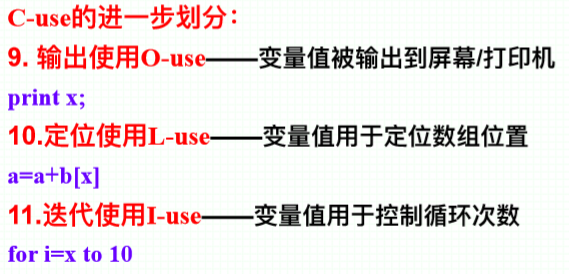 C-use的进一步划分：
9. 输出使用O-use——变量值被输出到屏幕/打印机
print x;
10.定位使用L-use——变量值用于定位数组位置
a=a+b[x]
11.迭代使用I-use——变量值用于控制循环次数
for i=x to 10